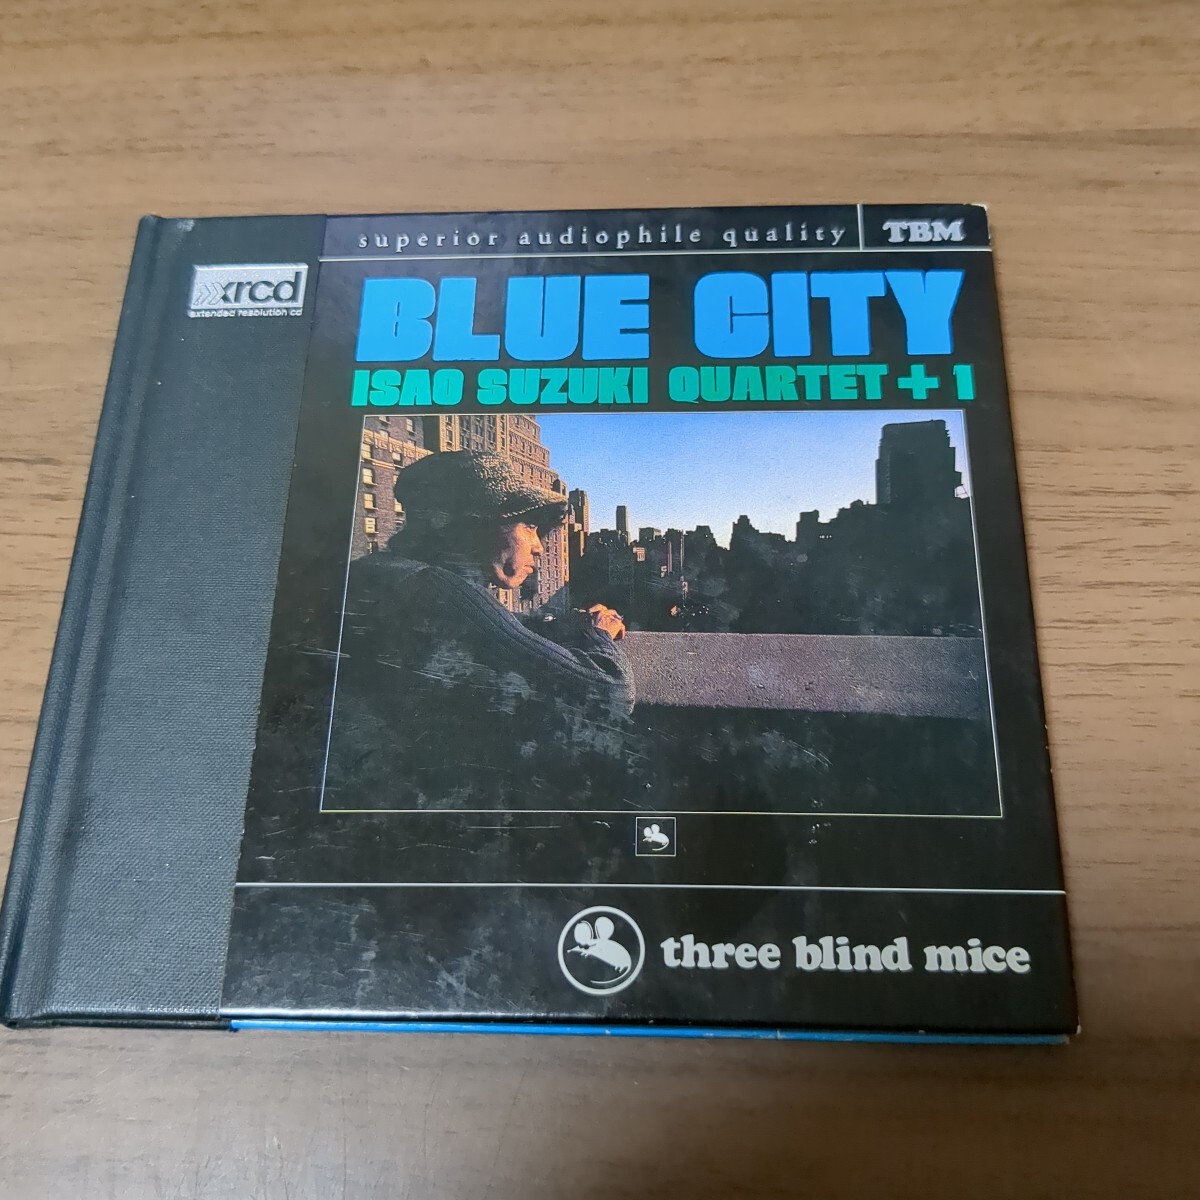 superior audiophile quality TBM
xrcd
extended resolution cd
BLUE CITY
ISAO SUZUKI QUARTET + 1
three blind mice